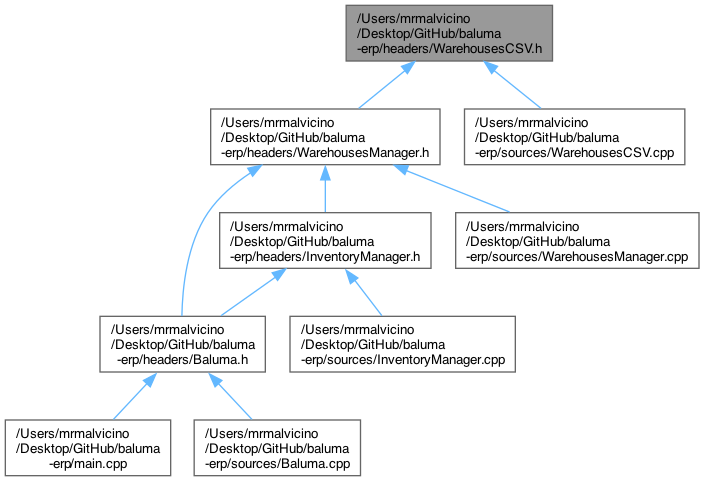 /Users/mrmalvicino
/Desktop/GitHub/baluma
-erp/headers/WarehousesCSV.h
/Users/mrmalvicino
/Desktop/GitHub/baluma
-erp/headers/WarehousesManager.h
/Users/mrmalvicino
/Desktop/GitHub/baluma
-erp/sources/WarehousesCSV.cpp
/Users/mrmalvicino
/Desktop/GitHub/baluma
-erp/headers/InventoryManager.h
/Users/mrmalvicino
/Desktop/GitHub/baluma
-erp/sources/WarehousesManager.cpp
/Users/mrmalvicino
/Desktop/GitHub/baluma
-erp/headers/Baluma.h
/Users/mrmalvicino
/Desktop/GitHub/baluma
-erp/sources/InventoryManager.cpp
/Users/mrmalvicino
/Desktop/GitHub/baluma
-erp/main.cpp
/Users/mrmalvicino
/Desktop/GitHub/baluma
-erp/sources/Baluma.cpp